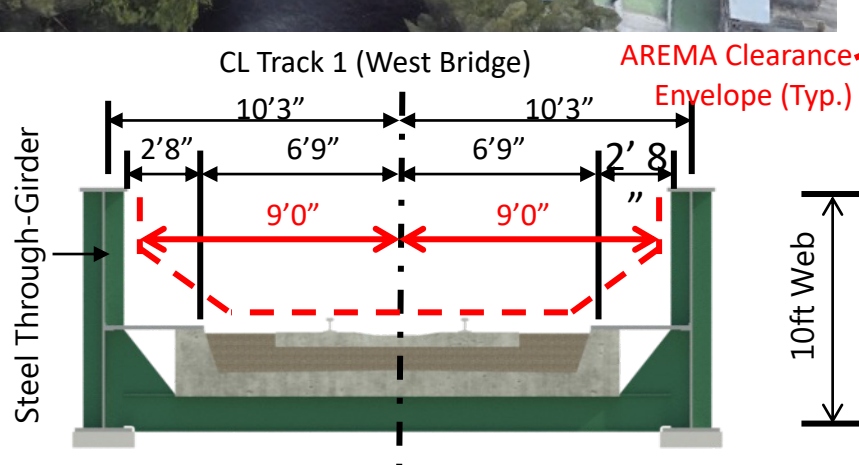 CL Track 1 (West Bridge)
AREMA Clearance
Envelope (Typ.)
10’3” 10’3”
2’8” 6’9” 6’9” 2’ 8
”
9’0” 9’0”
Steel Through-Girder
10ft Web